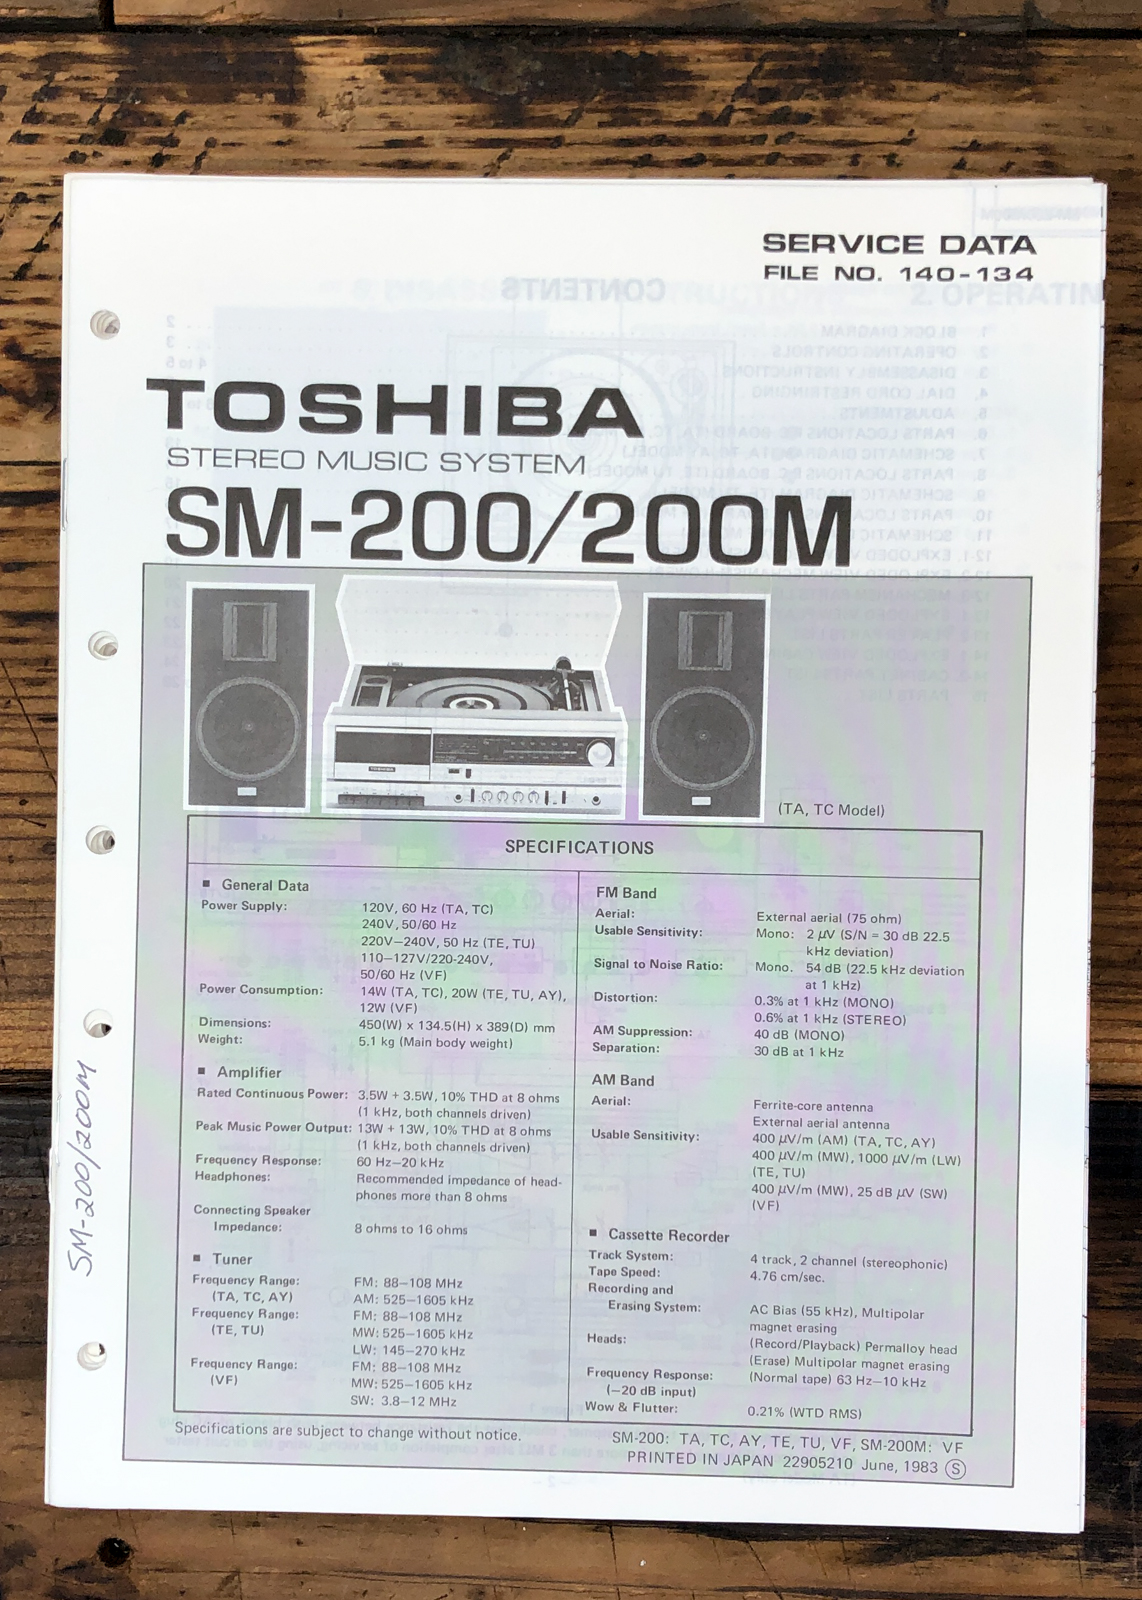 SERVICE DATA
FILE NO. 140-134
TOSHIBA
STEREO MUSIC SYSTEM
SM-200/200M
(TA, TC Model)
SPECIFICATIONS
■ General Data
Power Supply: 120V, 60 Hz (TA, TC)
240V, 50/60 Hz
220V–240V, 50 Hz (TE, TU)
110–127V/220-240V,
50/60 Hz (VF)
Power Consumption: 14W (TA, TC), 20W (TE, TU, AY),
12W (VF)
Dimensions: 450(W) x 134.5(H) x 389(D) mm
Weight: 5.1 kg (Main body weight)
■ Amplifier
Rated Continuous Power: 3.5W + 3.5W, 10% THD at 8 ohms
(1 kHz, both channels driven)
Peak Music Power Output: 13W + 13W, 10% THD at 8 ohms
(1 kHz, both channels driven)
Frequency Response: 60 Hz–20 kHz
Headphones: Recommended impedance of head-
phones more than 8 ohms
Connecting Speaker
Impedance: 8 ohms to 16 ohms
■ Tuner
Frequency Range: FM: 88–108 MHz
(TA, TC, AY) AM: 525–1605 kHz
Frequency Range: FM: 88–108 MHz
(TE, TU) MW: 525–1605 kHz
LW: 145–270 kHz
Frequency Range: FM: 88–108 MHz
(VF) MW: 525–1605 kHz
SW: 3.8–12 MHz
FM Band
Aerial: External aerial (75 ohm)
Usable Sensitivity: Mono: 2 µV (S/N = 30 dB 22.5
kHz deviation)
Signal to Noise Ratio: Mono. 54 dB (22.5 kHz deviation
at 1 kHz)
Distortion: 0.3% at 1 kHz (MONO)
0.6% at 1 kHz (STEREO)
AM Suppression: 40 dB (MONO)
Separation: 30 dB at 1 kHz
AM Band
Aerial: Ferrite-core antenna
External aerial antenna
Usable Sensitivity: 400 µV/m (AM) (TA, TC, AY)
400 µV/m (MW), 1000 µV/m (LW)
(TE, TU)
400 µV/m (MW), 25 dB µV (SW)
(VF)
■ Cassette Recorder
Track System: 4 track, 2 channel (stereophonic)
Tape Speed: 4.76 cm/sec.
Recording and
Erasing System: AC Bias (55 kHz), Multipolar
magnet erasing
Heads: (Record/Playback) Permalloy head
(Erase) Multipolar magnet erasing
Frequency Response: (Normal tape) 63 Hz–10 kHz
(−20 dB input)
Wow & Flutter: 0.21% (WTD RMS)
Specifications are subject to change without notice.
SM-200: TA, TC, AY, TE, TU, VF, SM-200M: VF
PRINTED IN JAPAN 22905210 June, 1983 Ⓢ
SM-200/200M